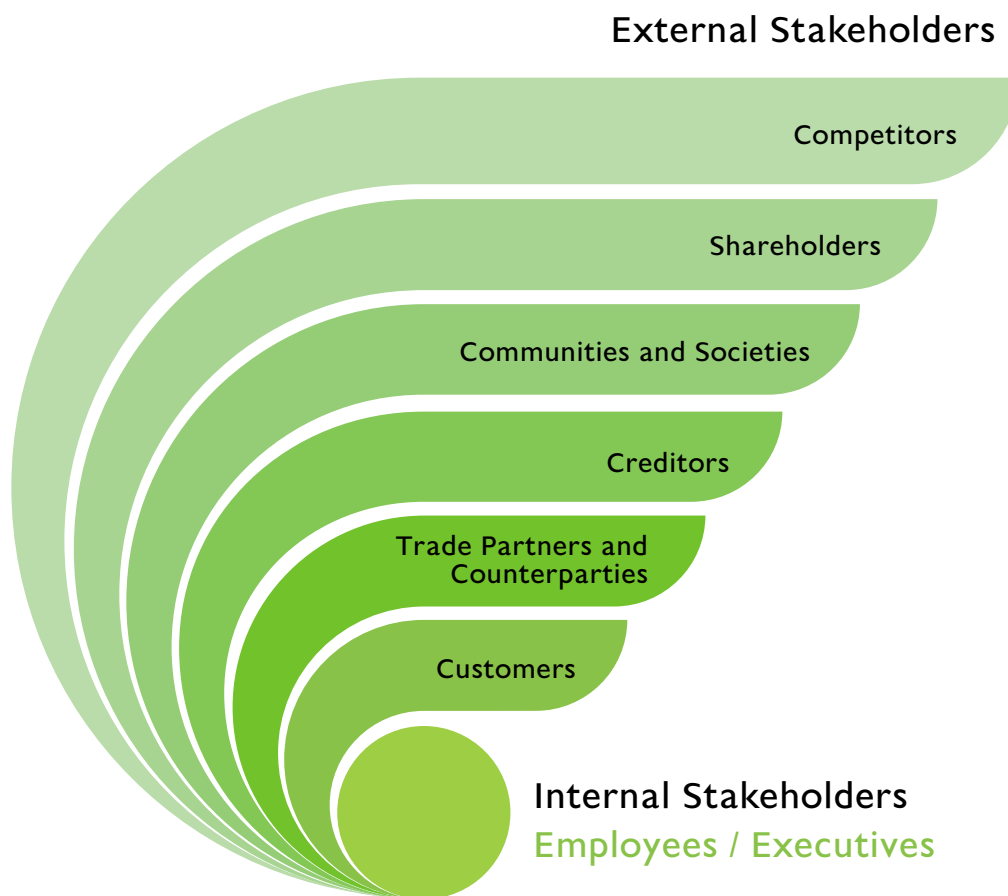 External Stakeholders
Competitors
Shareholders
Communities and Societies
Creditors
Trade Partners and
Counterparties
Customers
Internal Stakeholders
Employees / Executives